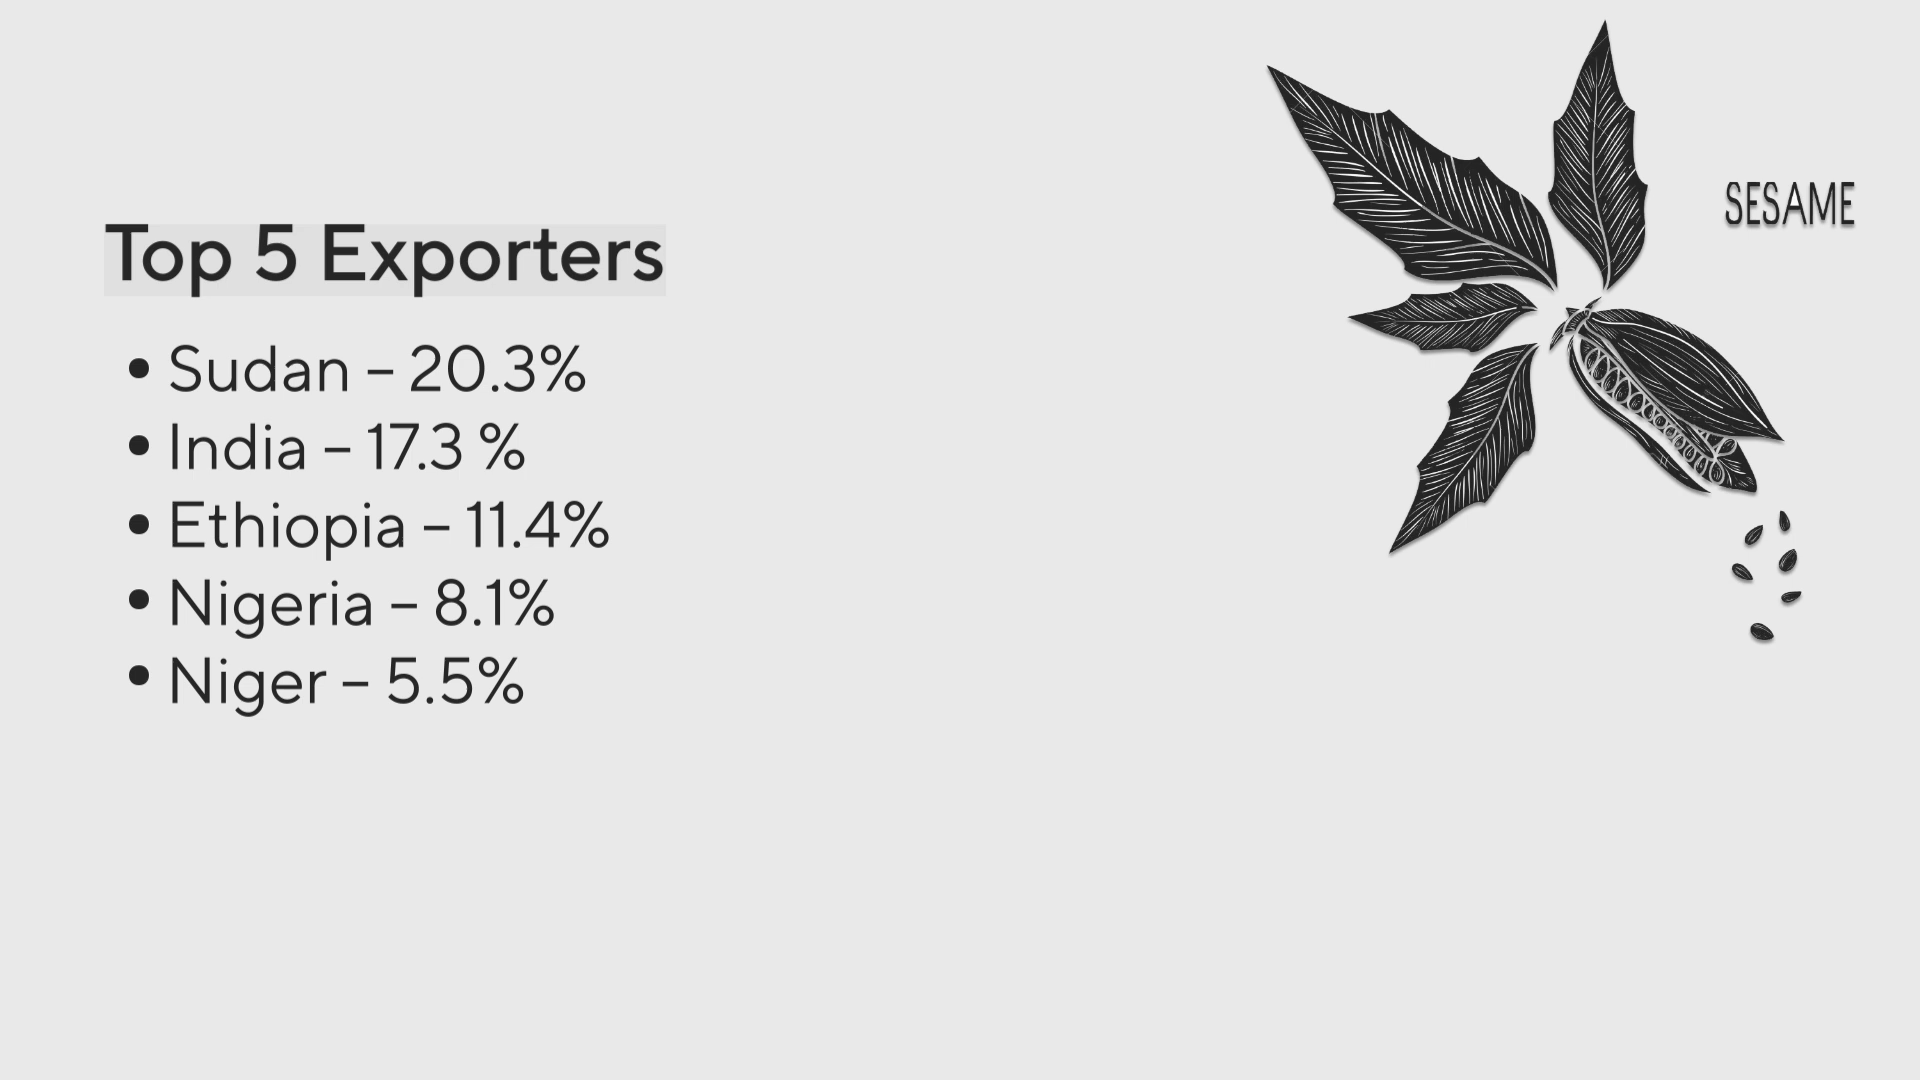 Top 5 Exporters
• Sudan – 20.3%
• India – 17.3 %
• Ethiopia – 11.4%
• Nigeria – 8.1%
• Niger – 5.5%
SESAME